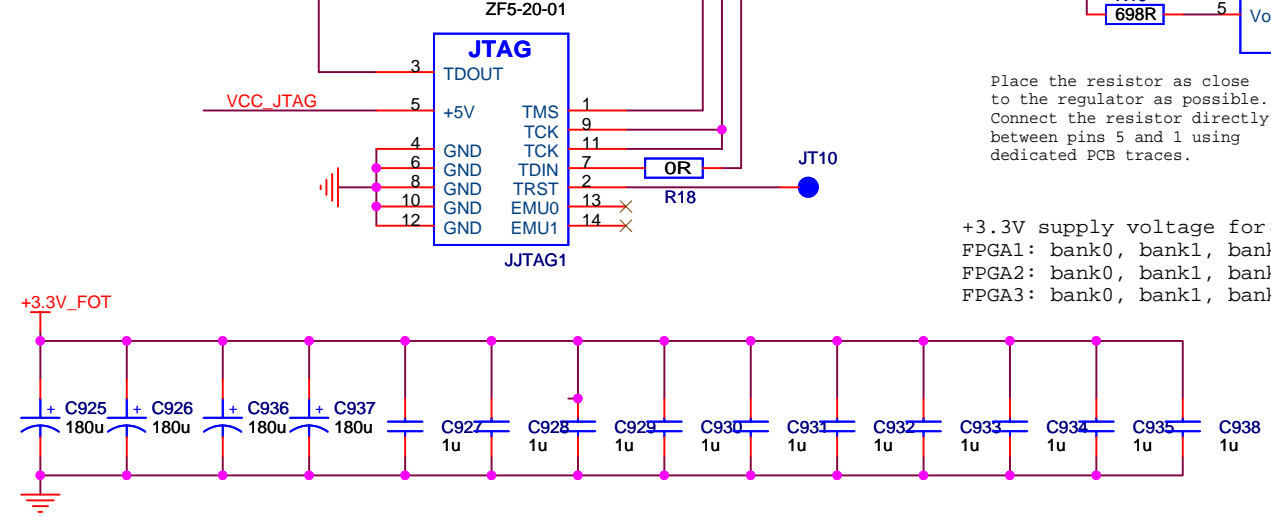 ZF5-20-01
698R
5
Vo
JTAG
3
TDOUT
VCC_JTAG
5
+5V
TMS
1
TCK
9
4
GND
TCK
11
6
GND
TDIN
7
0R
R18
JT10
8
GND
TRST
2
10
GND
EMU0
13
12
GND
EMU1
14
JJTAG1
Place the resistor as close
to the regulator as possible.
Connect the resistor directly
between pins 5 and 1 using
dedicated PCB traces.
+3.3V supply voltage for
FPGA1: bank0, bank1, bank
FPGA2: bank0, bank1, bank
FPGA3: bank0, bank1, bank
+3.3V_FOT
+ C925
180u
+ C926
180u
+ C936
180u
+ C937
180u
C927
1u
C928
1u
C929
1u
C930
1u
C931
1u
C932
1u
C933
1u
C934
1u
C935
1u
C938
1u